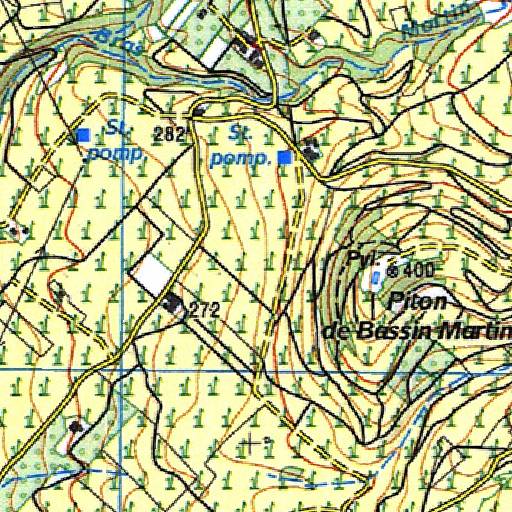 Bras
Martin
St.
pomp.
282
St.
pomp.
Pyl.
400
Piton
de Bassin Martin
272